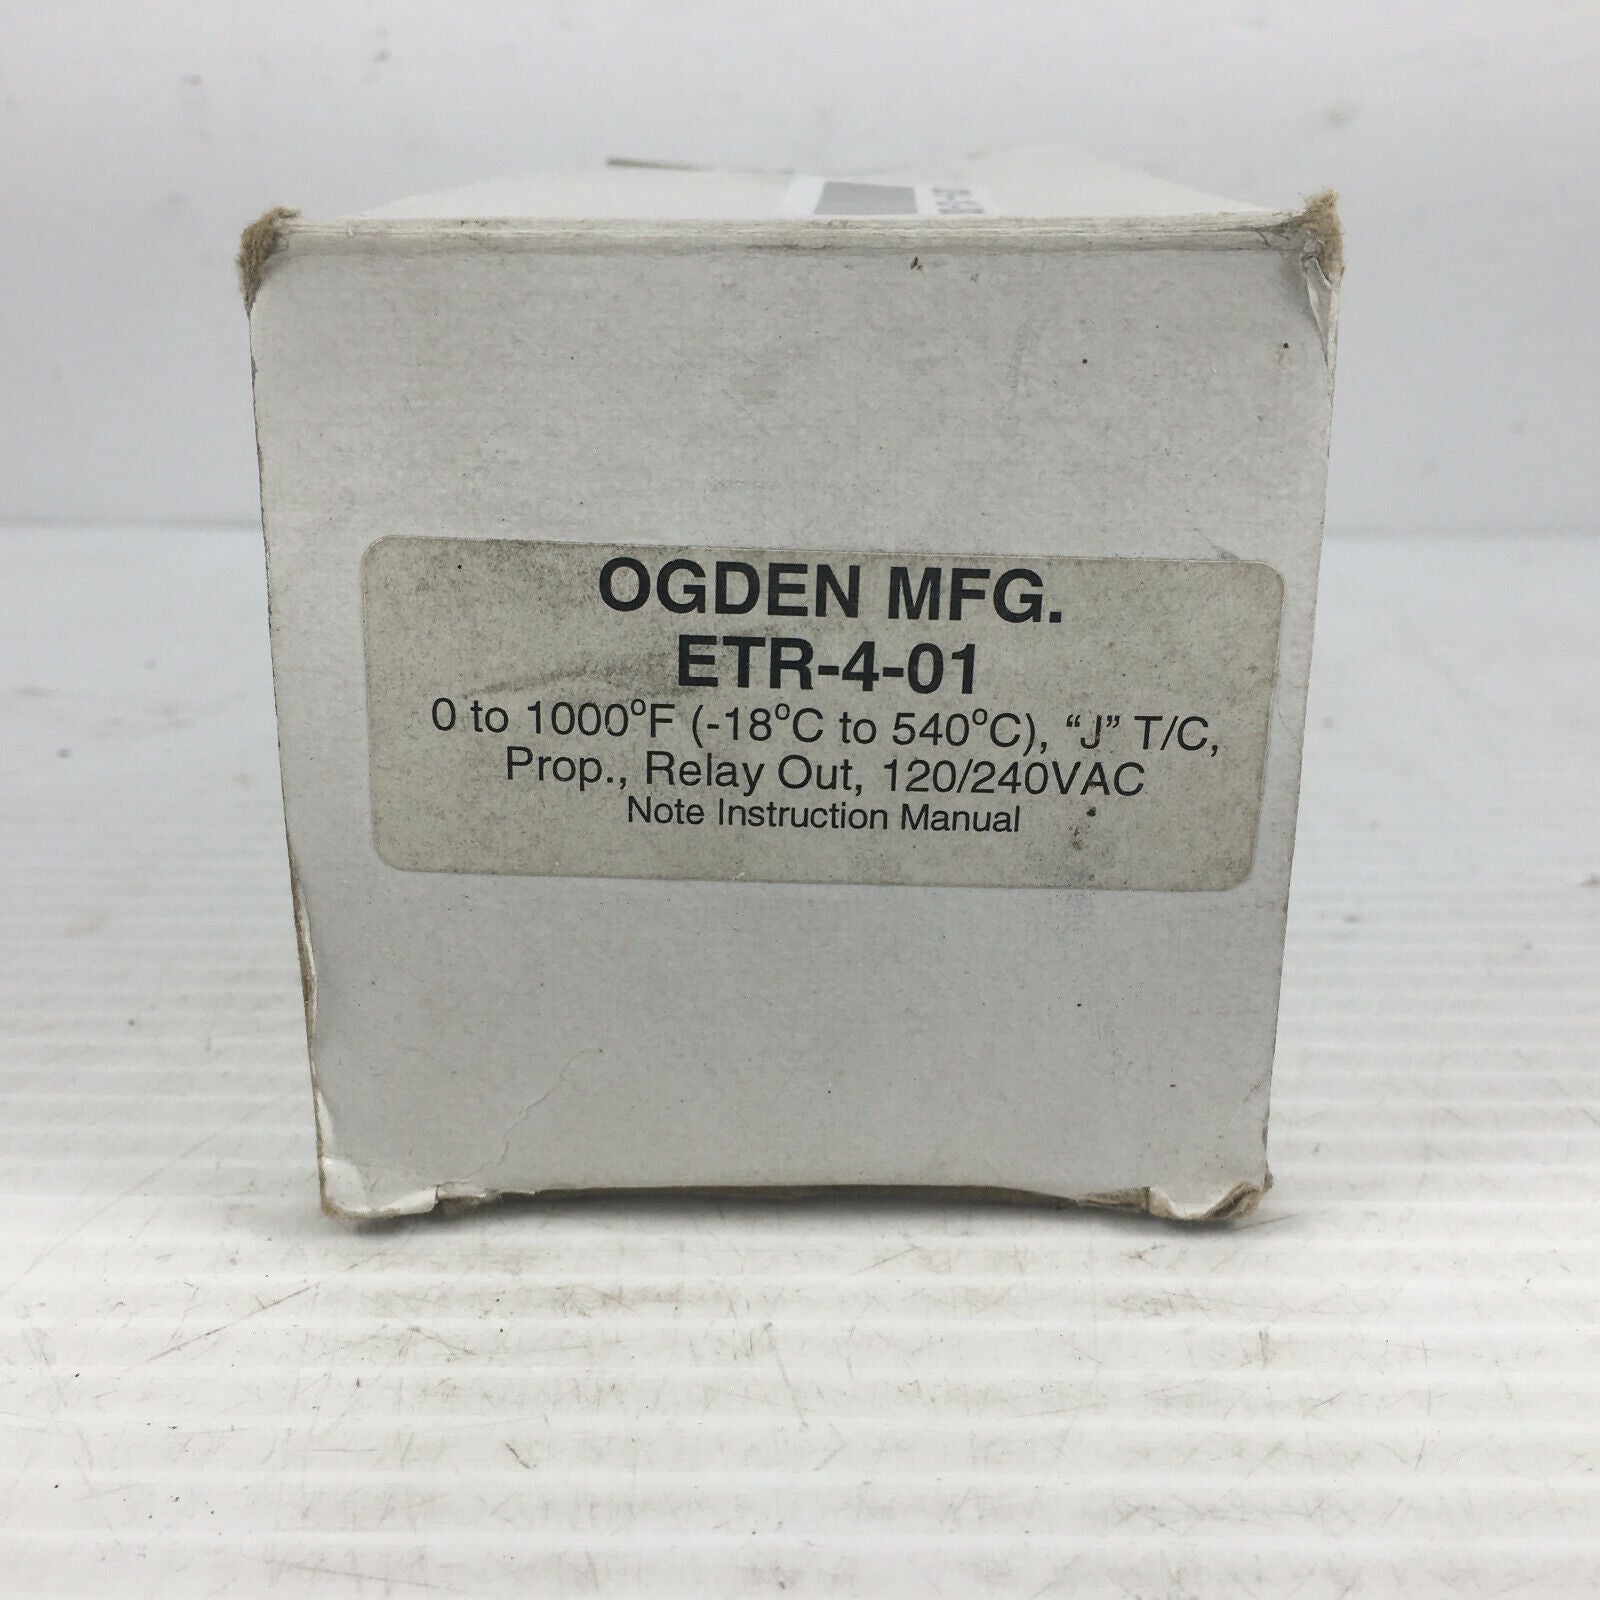 OGDEN MFG.
ETR-4-01
0 to 1000°F (-18°C to 540°C), “J” T/C,
Prop., Relay Out, 120/240VAC
Note Instruction Manual